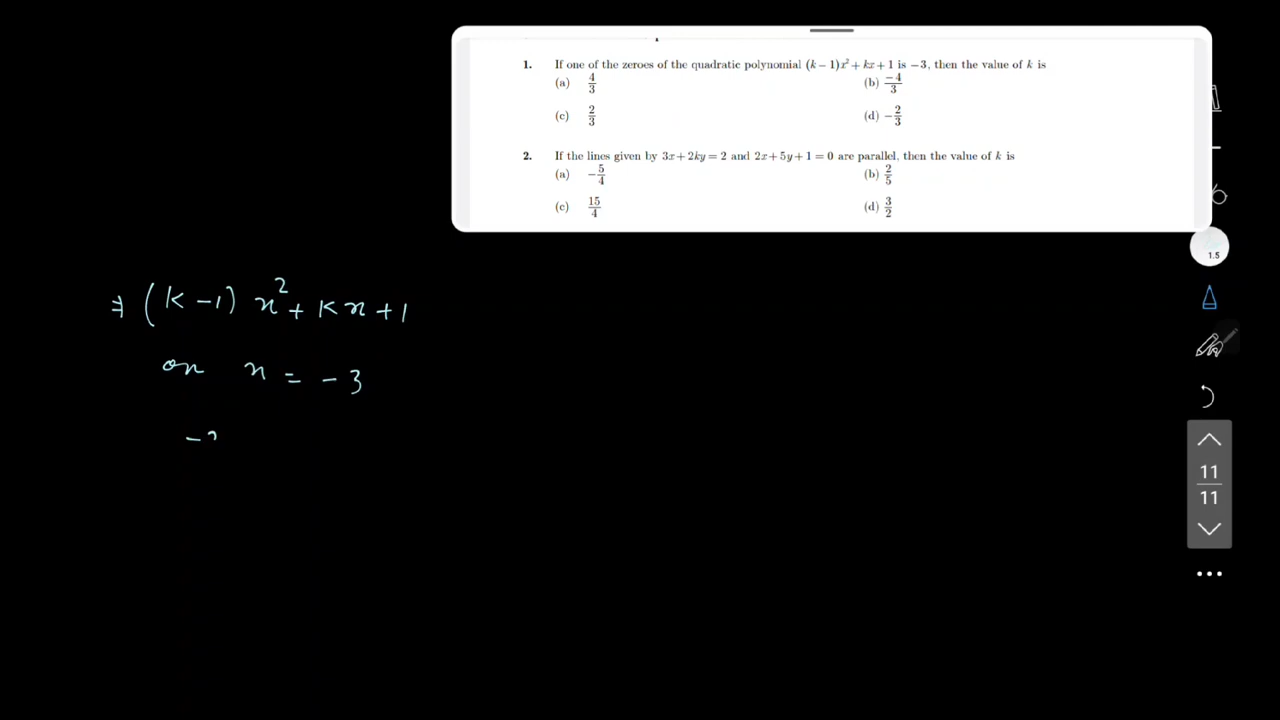 1. If one of the zeroes of the quadratic polynomial (k − 1)x² + kx + 1 is −3, then the value of k is
(a) 4/3 (b) −4/3
(c) 2/3 (d) −2/3
2. If the lines given by 3x + 2ky = 2 and 2x + 5y + 1 = 0 are parallel, then the value of k is
(a) −5/4 (b) 2/5
(c) 15/4 (d) 3/2
1.5
⇒ (k −1) x² + kx + 1
on x = − 3
11
11